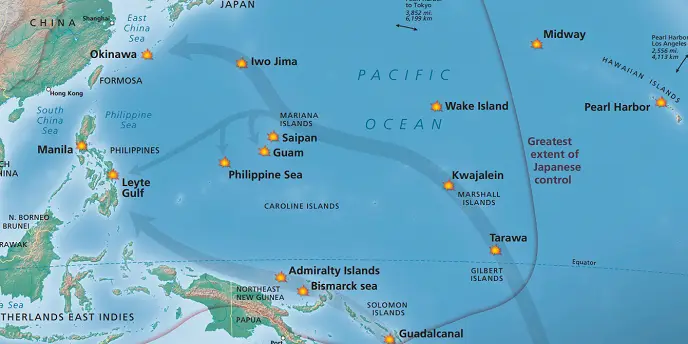 JAPAN
to Tokyo
3,852 mi.
6,199 km
CHINA
Shanghai
East
China
Sea
Okinawa
Iwo Jima
Midway
Pearl Harbor
Los Angeles
2,556 mi.
4,113 km
HAWAIIAN ISLANDS
PACIFIC
OCEAN
FORMOSA
Hong Kong
South
China
Sea
Philippine
Sea
Wake Island
Pearl Harbor
MARIANA
ISLANDS
Saipan
Guam
Greatest
extent of
Japanese
control
Manila
PHILIPPINES
Leyte
Gulf
Philippine Sea
Kwajalein
MARSHALL
ISLANDS
CAROLINE ISLANDS
N. BORNEO
BRUNEI
Tarawa
GILBERT
ISLANDS
Equator
Admiralty Islands
Bismarck sea
NORTHEAST
NEW GUINEA
PAPUA
SOLOMON
ISLANDS
Guadalcanal